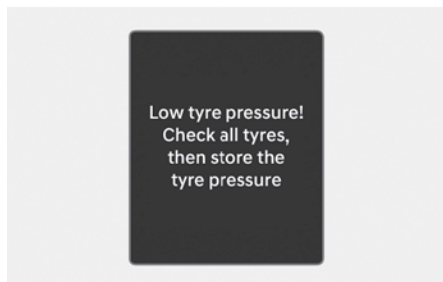 Low tyre pressure!
Check all tyres,
then store the
tyre pressure